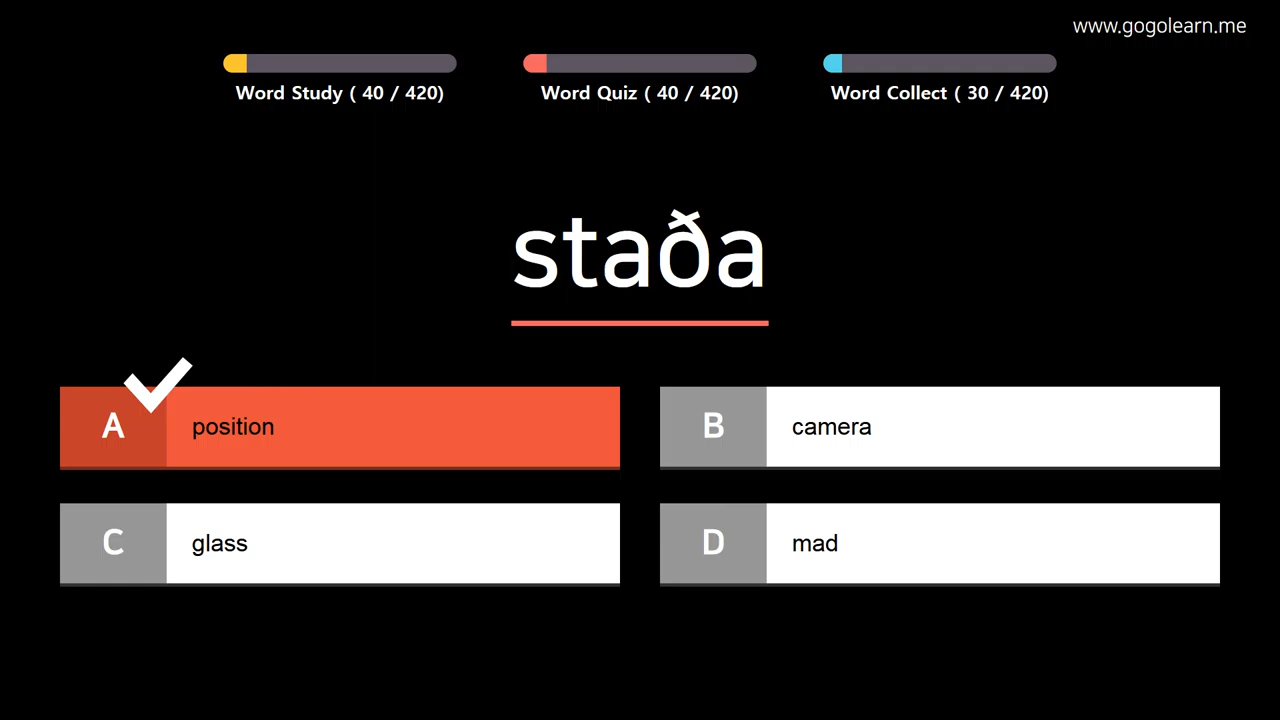 www.gogolearn.me
Word Study ( 40 / 420)
Word Quiz ( 40 / 420)
Word Collect ( 30 / 420)
staða
A position
B camera
C glass
D mad